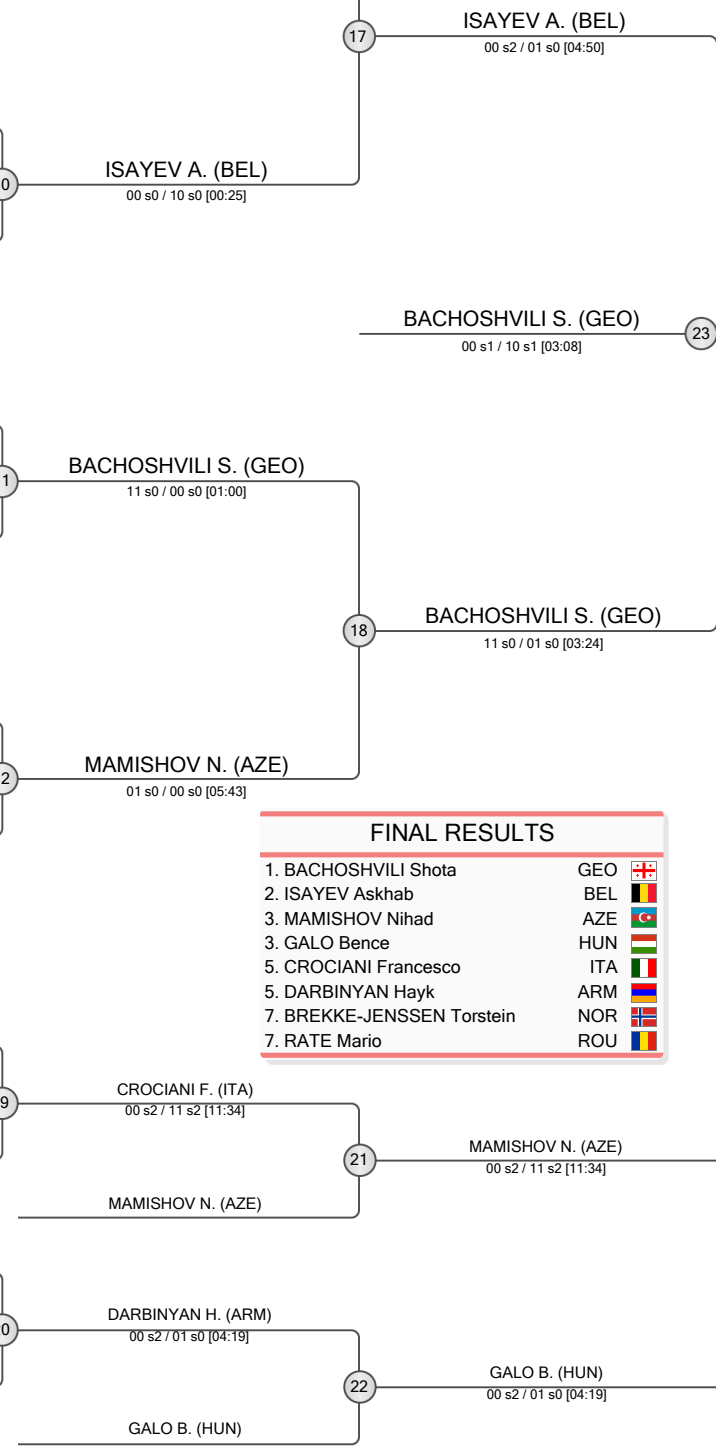 ISAYEV A. (BEL)
17
00 s2 / 01 s0 [04:50]
ISAYEV A. (BEL)
0
00 s0 / 10 s0 [00:25]
BACHOSHVILI S. (GEO)
23
00 s1 / 10 s1 [03:08]
BACHOSHVILI S. (GEO)
1
11 s0 / 00 s0 [01:00]
BACHOSHVILI S. (GEO)
18
11 s0 / 01 s0 [03:24]
MAMISHOV N. (AZE)
2
01 s0 / 00 s0 [05:43]
FINAL RESULTS
1. BACHOSHVILI Shota GEO
2. ISAYEV Askhab BEL
3. MAMISHOV Nihad AZE
3. GALO Bence HUN
5. CROCIANI Francesco ITA
5. DARBINYAN Hayk ARM
7. BREKKE-JENSSEN Torstein NOR
7. RATE Mario ROU
CROCIANI F. (ITA)
9
00 s2 / 11 s2 [11:34]
MAMISHOV N. (AZE)
21
00 s2 / 11 s2 [11:34]
MAMISHOV N. (AZE)
DARBINYAN H. (ARM)
0
00 s2 / 01 s0 [04:19]
GALO B. (HUN)
22
00 s2 / 01 s0 [04:19]
GALO B. (HUN)